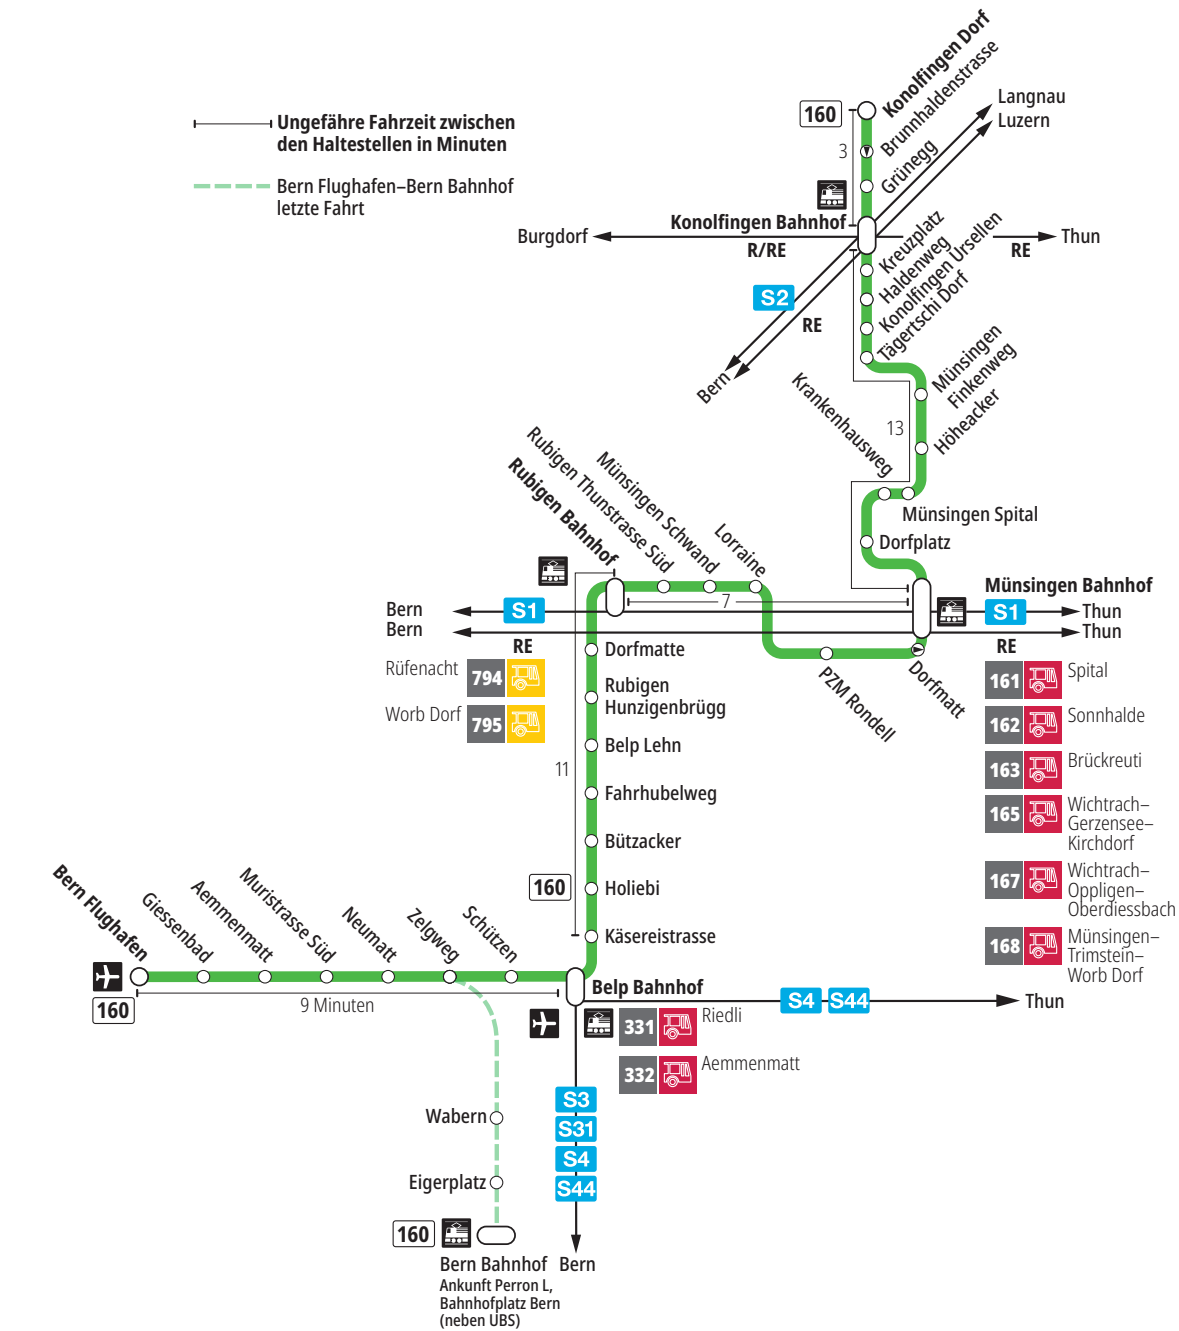 Ungefähre Fahrzeit zwischen
den Haltestellen in Minuten
Bern Flughafen–Bern Bahnhof
letzte Fahrt
160
Konolfingen Dorf
Brunnhaldenstrasse
Grünegg
3
Langnau
Luzern
Konolfingen Bahnhof
Burgdorf
R/RE
RE
Thun
S2
RE
Bern
Kreuzplatz
Haldenweg
Konolfingen Ursellen
Tägertschi Dorf
Münsingen
Finkenweg
Höheacker
13
Krankenhausweg
Münsingen Spital
Dorfplatz
Münsingen Bahnhof
Rubigen Bahnhof
Rubigen Thunstrasse Süd
Münsingen Schwand
Lorraine
7
Bern
S1
S1
Thun
Bern
Thun
RE
RE
PZM Rondell
Dorfmatt
Rüfenacht
794
Worb Dorf
795
161
Spital
162
Sonnhalde
163
Brückreuti
165
Wichtrach–
Gerzensee–
Kirchdorf
167
Wichtrach–
Oppligen–
Oberdiessbach
168
Münsingen–
Trimstein–
Worb Dorf
Dorfmatte
Rubigen
Hunzigenbrügg
Belp Lehn
11
Fahrhubelweg
Bützacker
160
Holiebi
Käsereistrasse
Bern Flughafen
Giessenbad
Aemmenmatt
Muristrasse Süd
Neumatt
Zelgweg
Schützen
160
9 Minuten
Belp Bahnhof
S4
S44
Thun
331
Riedli
332
Aemmenmatt
S3
S31
S4
S44
Bern
Wabern
Eigerplatz
160
Bern Bahnhof
Ankunft Perron L,
Bahnhofplatz Bern
(neben UBS)